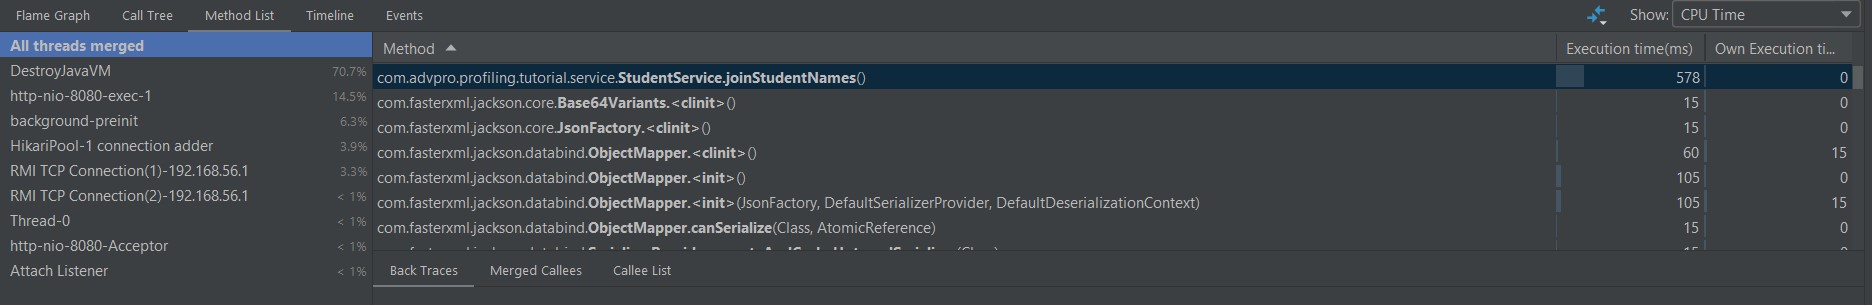 Flame Graph Call Tree Method List Timeline Events Show: CPU Time
All threads merged
DestroyJavaVM 70.7%
http-nio-8080-exec-1 14.5%
background-preinit 6.3%
HikariPool-1 connection adder 3.9%
RMI TCP Connection(1)-192.168.56.1 3.3%
RMI TCP Connection(2)-192.168.56.1 < 1%
Thread-0 < 1%
http-nio-8080-Acceptor < 1%
Attach Listener < 1%
Method Execution time(ms) Own Execution ti...
com.advpro.profiling.tutorial.service.StudentService.joinStudentNames() 578 0
com.fasterxml.jackson.core.Base64Variants.<clinit>() 15 0
com.fasterxml.jackson.core.JsonFactory.<clinit>() 15 0
com.fasterxml.jackson.databind.ObjectMapper.<clinit>() 60 15
com.fasterxml.jackson.databind.ObjectMapper.<init>() 105 0
com.fasterxml.jackson.databind.ObjectMapper.<init>(JsonFactory, DefaultSerializerProvider, DefaultDeserializationContext) 105 15
com.fasterxml.jackson.databind.ObjectMapper.canSerialize(Class, AtomicReference) 15 0
Back Traces Merged Callees Callee List